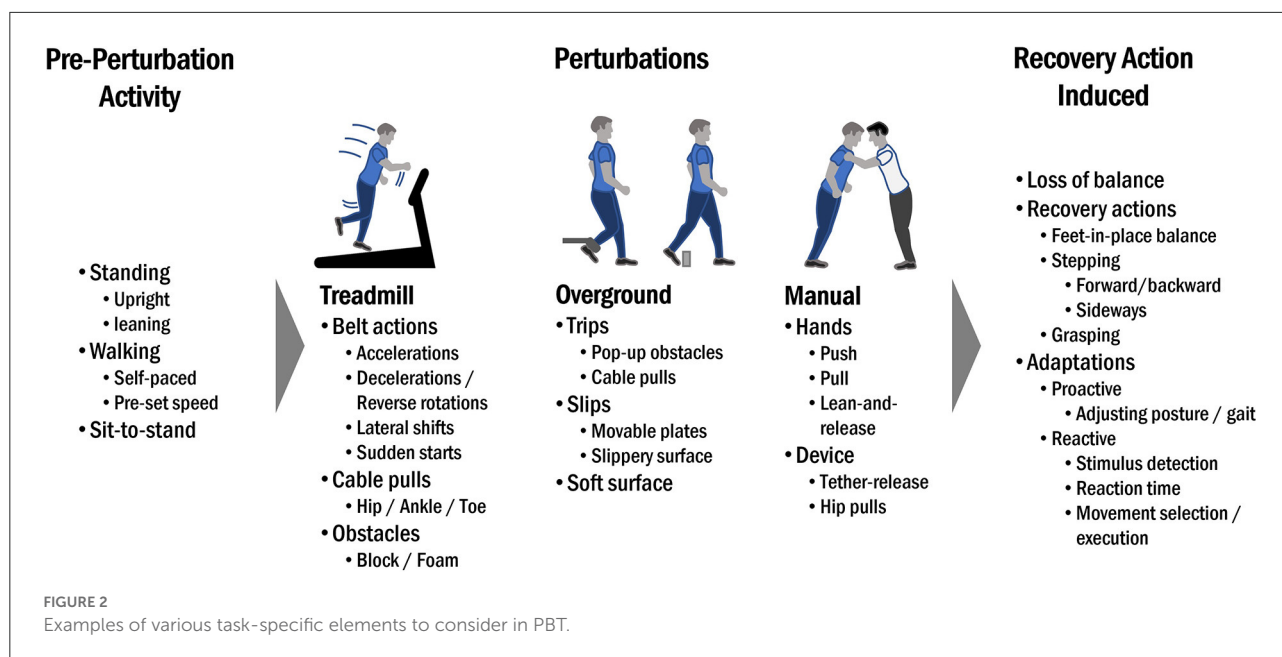 Pre-Perturbation
Activity
• Standing
• Upright
• leaning
• Walking
• Self-paced
• Pre-set speed
• Sit-to-stand
Perturbations
Treadmill
• Belt actions
• Accelerations
• Decelerations /
Reverse rotations
• Lateral shifts
• Sudden starts
• Cable pulls
• Hip / Ankle / Toe
• Obstacles
• Block / Foam
Overground
• Trips
• Pop-up obstacles
• Cable pulls
• Slips
• Movable plates
• Slippery surface
• Soft surface
Manual
• Hands
• Push
• Pull
• Lean-and-
release
• Device
• Tether-release
• Hip pulls
Recovery Action
Induced
• Loss of balance
• Recovery actions
• Feet-in-place balance
• Stepping
• Forward/backward
• Sideways
• Grasping
• Adaptations
• Proactive
• Adjusting posture / gait
• Reactive
• Stimulus detection
• Reaction time
• Movement selection /
execution
FIGURE 2
Examples of various task-specific elements to consider in PBT.